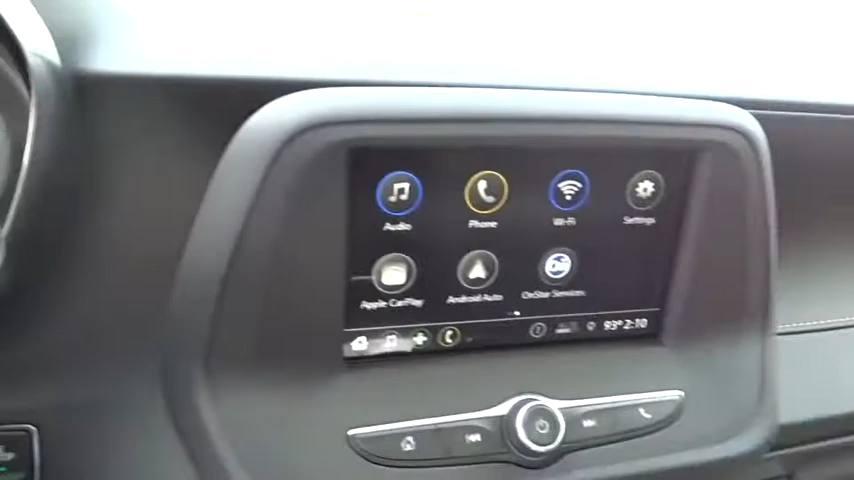 Audio Phone Wi-Fi Settings
Apple CarPlay Android Auto OnStar Services
93° 2:10